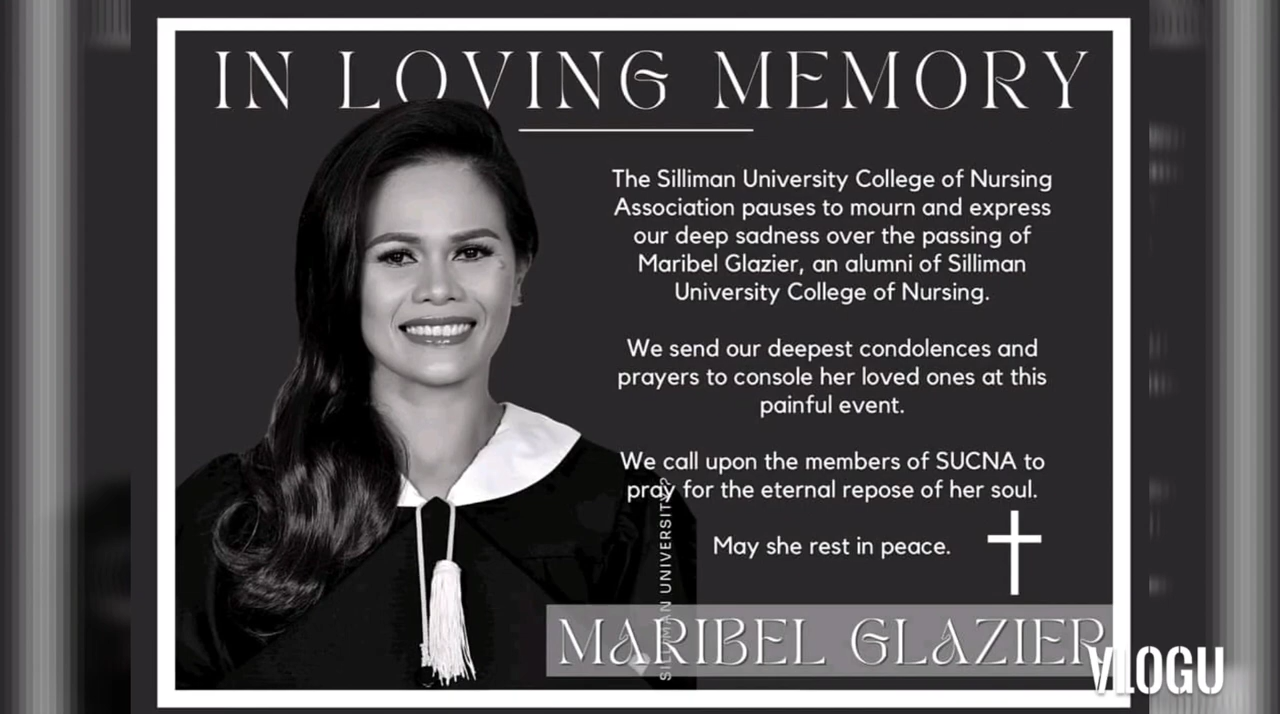 IN LOVING MEMORY
The Silliman University College of Nursing
Association pauses to mourn and express
our deep sadness over the passing of
Maribel Glazier, an alumni of Silliman
University College of Nursing.
We send our deepest condolences and
prayers to console her loved ones at this
painful event.
We call upon the members of SUCNA to
pray for the eternal repose of her soul.
May she rest in peace.
SILLIMAN UNIVERSITY
MARIBEL GLAZIER
VLOGU